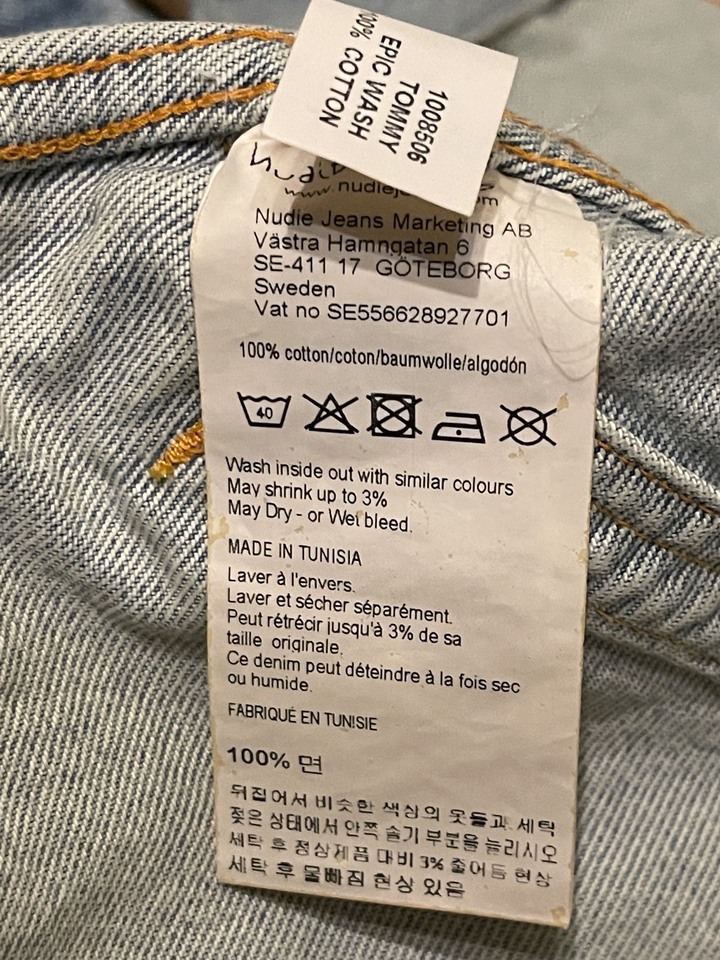 1008506
TOMMY
EPIC WASH
100% COTTON
Nudie Jeans Marketing AB
Västra Hamngatan 6
SE-411 17 GÖTEBORG
Sweden
Vat no SE556628927701
100% cotton/coton/baumwolle/algodón
40
Wash inside out with similar colours
May shrink up to 3%
May Dry - or Wet bleed.
MADE IN TUNISIA
Laver à l'envers.
Laver et sécher séparément.
Peut rétrécir jusqu'à 3% de sa
taille originale.
Ce denim peut déteindre à la fois sec
ou humide.
FABRIQUÉ EN TUNISIE
100% 면
뒤집어서 비슷한 색상의 옷들과 세탁
젖은 상태에서 안쪽 솔기 부분을 늘리시오
세탁 후 정상제품 대비 3% 줄어듬 현상
세탁 후 물빠짐 현상 있음